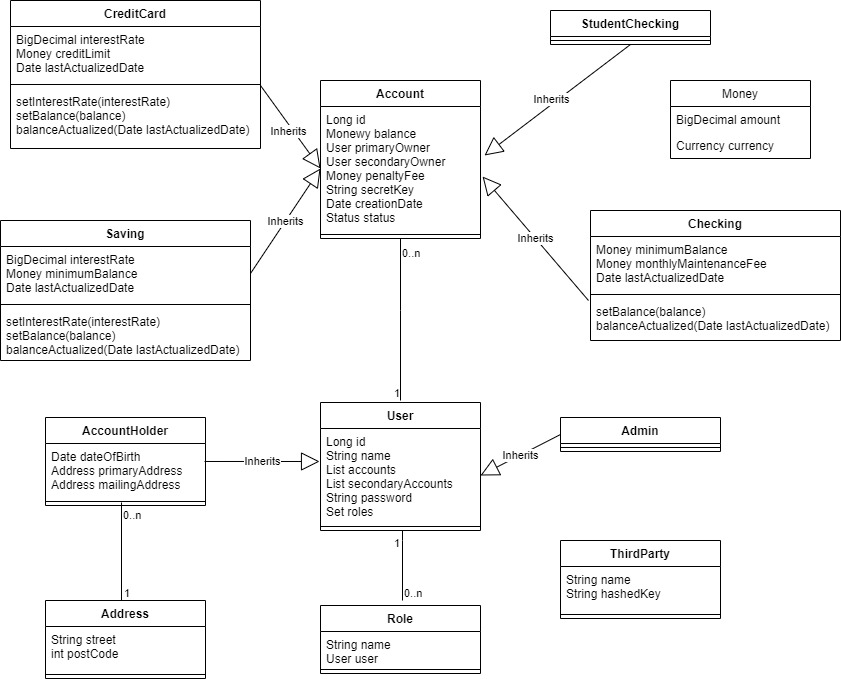 CreditCard
BigDecimal interestRate
Money creditLimit
Date lastActualizedDate
setInterestRate(interestRate)
setBalance(balance)
balanceActualized(Date lastActualizedDate)
Inherits
StudentChecking
Inherits
Account
Long id
Monewy balance
User primaryOwner
User secondaryOwner
Money penaltyFee
String secretKey
Date creationDate
Status status
Money
BigDecimal amount
Currency currency
Saving
BigDecimal interestRate
Money minimumBalance
Date lastActualizedDate
setInterestRate(interestRate)
setBalance(balance)
balanceActualized(Date lastActualizedDate)
Inherits
Inherits
Checking
Money minimumBalance
Money monthlyMaintenanceFee
Date lastActualizedDate
setBalance(balance)
balanceActualized(Date lastActualizedDate)
0..n
1
AccountHolder
Date dateOfBirth
Address primaryAddress
Address mailingAddress
Inherits
User
Long id
String name
List accounts
List secondaryAccounts
String password
Set roles
Inherits
Admin
0..n
1
Address
String street
int postCode
1
0..n
Role
String name
User user
ThirdParty
String name
String hashedKey